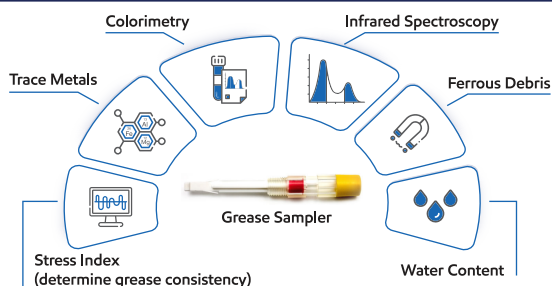 Colorimetry
Infrared Spectroscopy
Trace Metals
Ferrous Debris
Al
Fe
Mg
Grease Sampler
Stress Index
(determine grease consistency)
Water Content